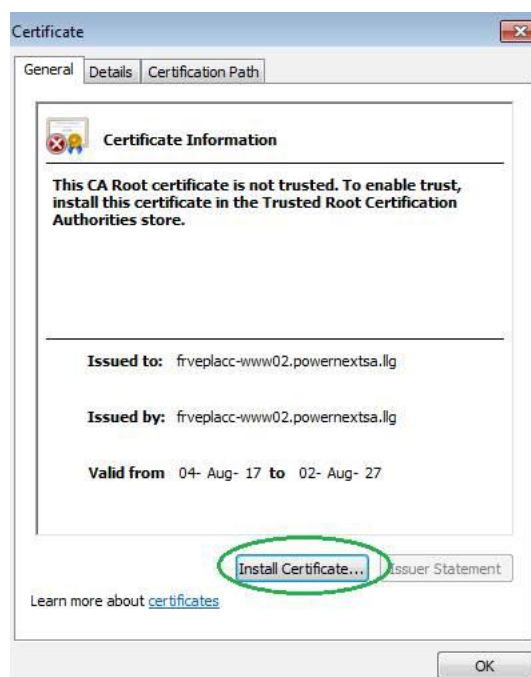 Certificate
General
Details
Certification Path
Certificate Information
This CA Root certificate is not trusted. To enable trust,
install this certificate in the Trusted Root Certification
Authorities store.
Issued to: frveplacc-www02.powernextsa.llg
Issued by: frveplacc-www02.powernextsa.llg
Valid from 04- Aug- 17 to 02- Aug- 27
Install Certificate...
Issuer Statement
Learn more about certificates
OK